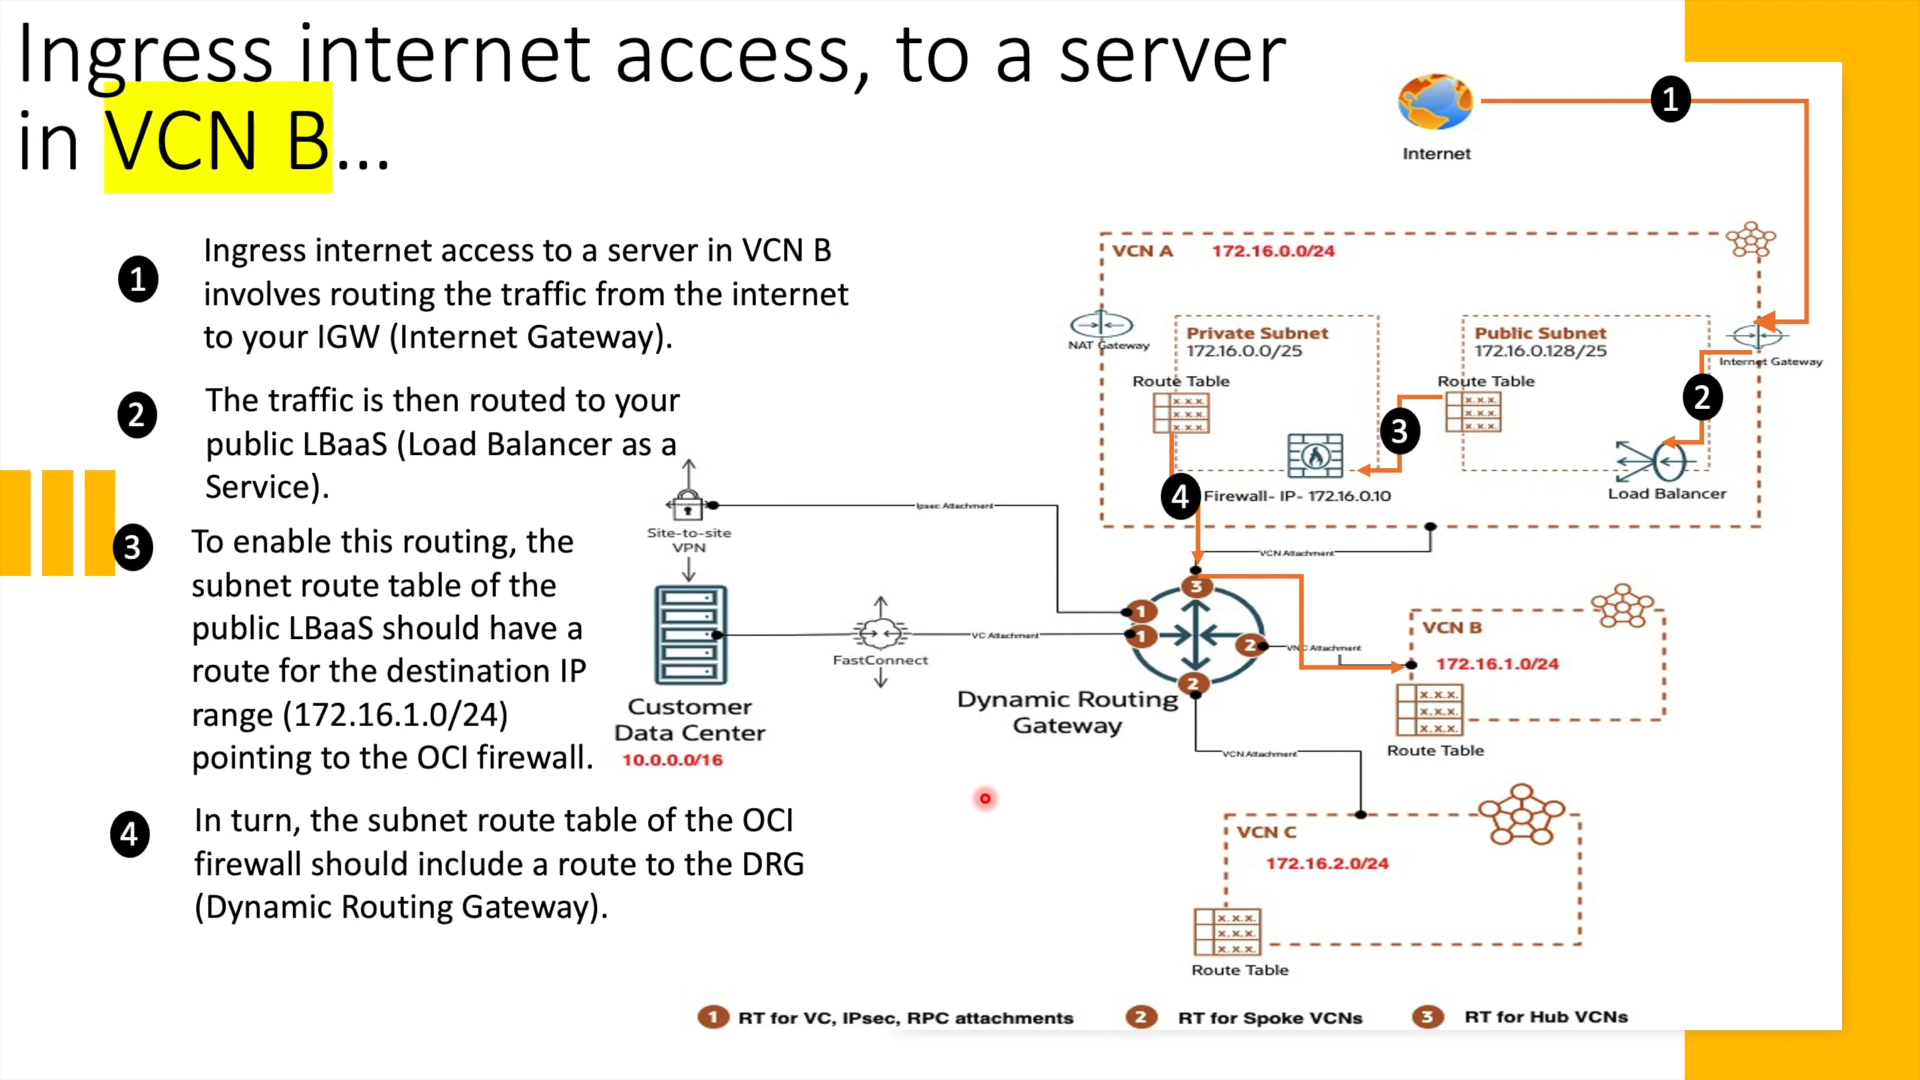 Ingress internet access, to a server
in VCN B...
1
Ingress internet access to a server in VCN B
involves routing the traffic from the internet
to your IGW (Internet Gateway).
2
The traffic is then routed to your
public LBaaS (Load Balancer as a
Service).
3
To enable this routing, the
subnet route table of the
public LBaaS should have a
route for the destination IP
range (172.16.1.0/24)
pointing to the OCI firewall.
4
In turn, the subnet route table of the OCI
firewall should include a route to the DRG
(Dynamic Routing Gateway).
Internet
1
VCN A 172.16.0.0/24
NAT Gateway
Private Subnet
172.16.0.0/25
Route Table
x.x.x.
x.x.x.
x.x.x.
Public Subnet
172.16.0.128/25
Route Table
x.x.x.
x.x.x.
x.x.x.
Internet Gateway
2
3
Load Balancer
4
Firewall- IP- 172.16.0.10
Ipsec Attachment
Site-to-site
VPN
VCN Attachment
3
1
1
2
2
VC Attachment
FastConnect
VNC Attachment
Customer
Data Center
10.0.0.0/16
Dynamic Routing
Gateway
VCN B
172.16.1.0/24
x.x.x.
x.x.x.
x.x.x.
Route Table
VCN Attachment
VCN C
172.16.2.0/24
x.x.x.
x.x.x.
x.x.x.
Route Table
1 RT for VC, IPsec, RPC attachments
2 RT for Spoke VCNs
3 RT for Hub VCNs